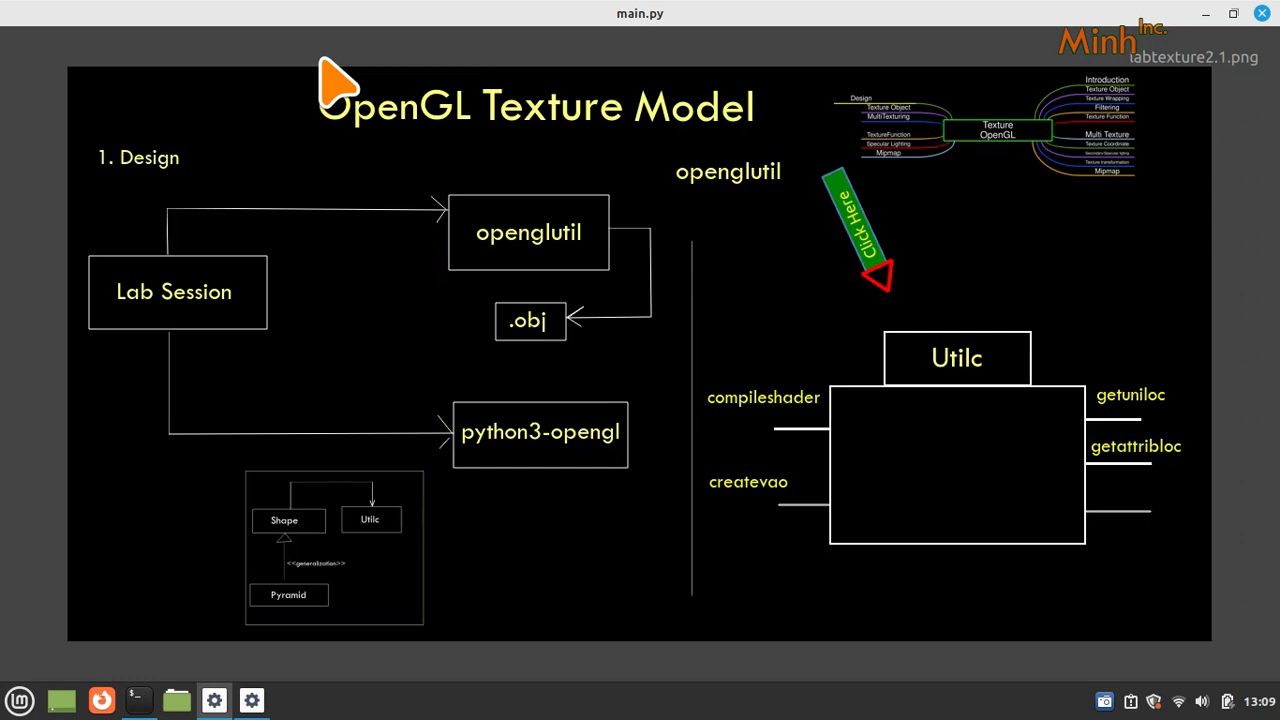 main.py
Minh Inc.
labtexture2.1.png
OpenGL Texture Model
Introduction
Texture Object
Texture Wrapping
Filtering
Texture Function
Multi Texture
Texture Coordinate
Secondary/Specular lighting
Texture transformation
Mipmap
Design
Texture Object
MultiTexturing
TextureFunction
Specular Lighting
Mipmap
Texture
OpenGL
1. Design
openglutil
Click Here
openglutil
Lab Session
.obj
python3-opengl
Shape
Utilc
<<generalization>>
Pyramid
Utilc
compileshader
getuniloc
getattribloc
createvao
13:09